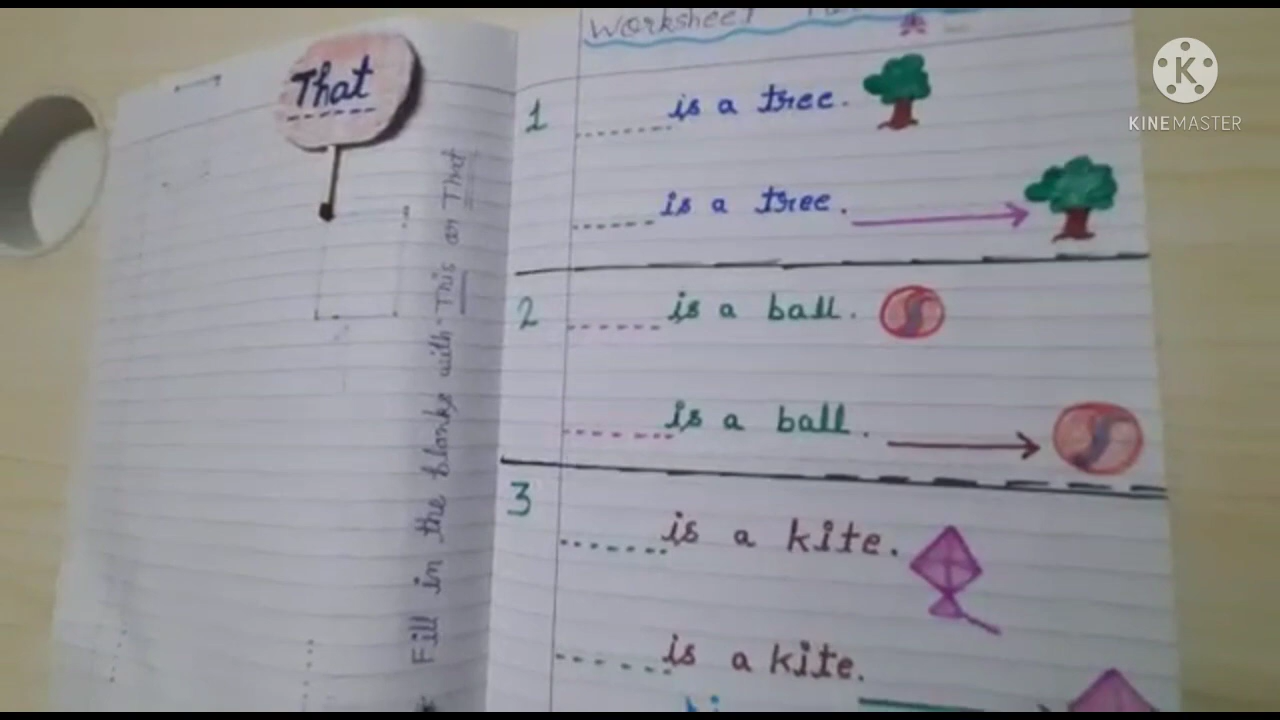 That
Fill in the blanks with "This or That
Worksheet
1 ------ is a tree.
----- is a tree.
2 ------ is a ball.
------ is a ball.
3 ------ is a kite.
------ is a kite.
KINEMASTER